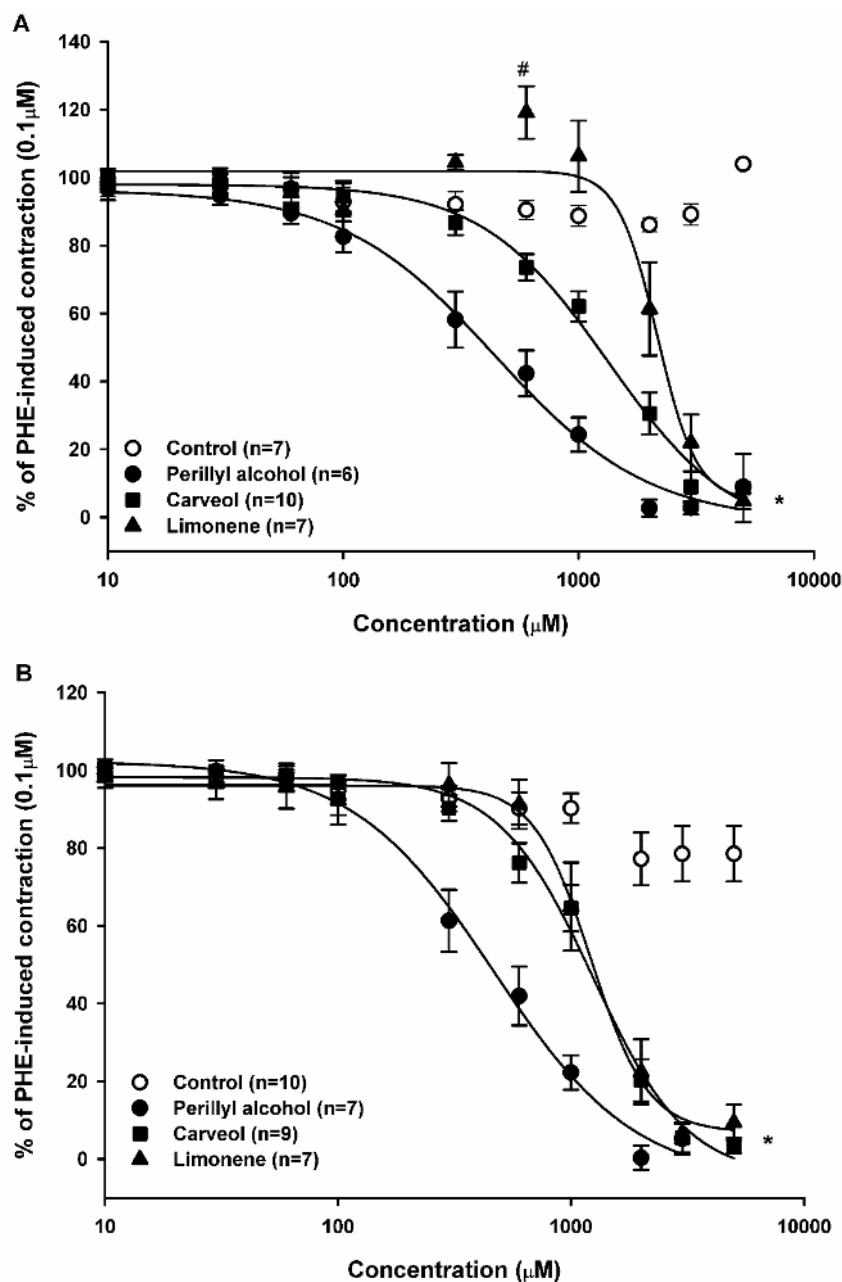 A
% of PHE-induced contraction (0.1μM)
140
120
100
80
60
40
20
0
#
*
Control (n=7)
Perillyl alcohol (n=6)
Carveol (n=10)
Limonene (n=7)
10 100 1000 10000
Concentration (μM)
B
% of PHE-induced contraction (0.1μM)
120
100
80
60
40
20
0
*
Control (n=10)
Perillyl alcohol (n=7)
Carveol (n=9)
Limonene (n=7)
10 100 1000 10000
Concentration (μM)